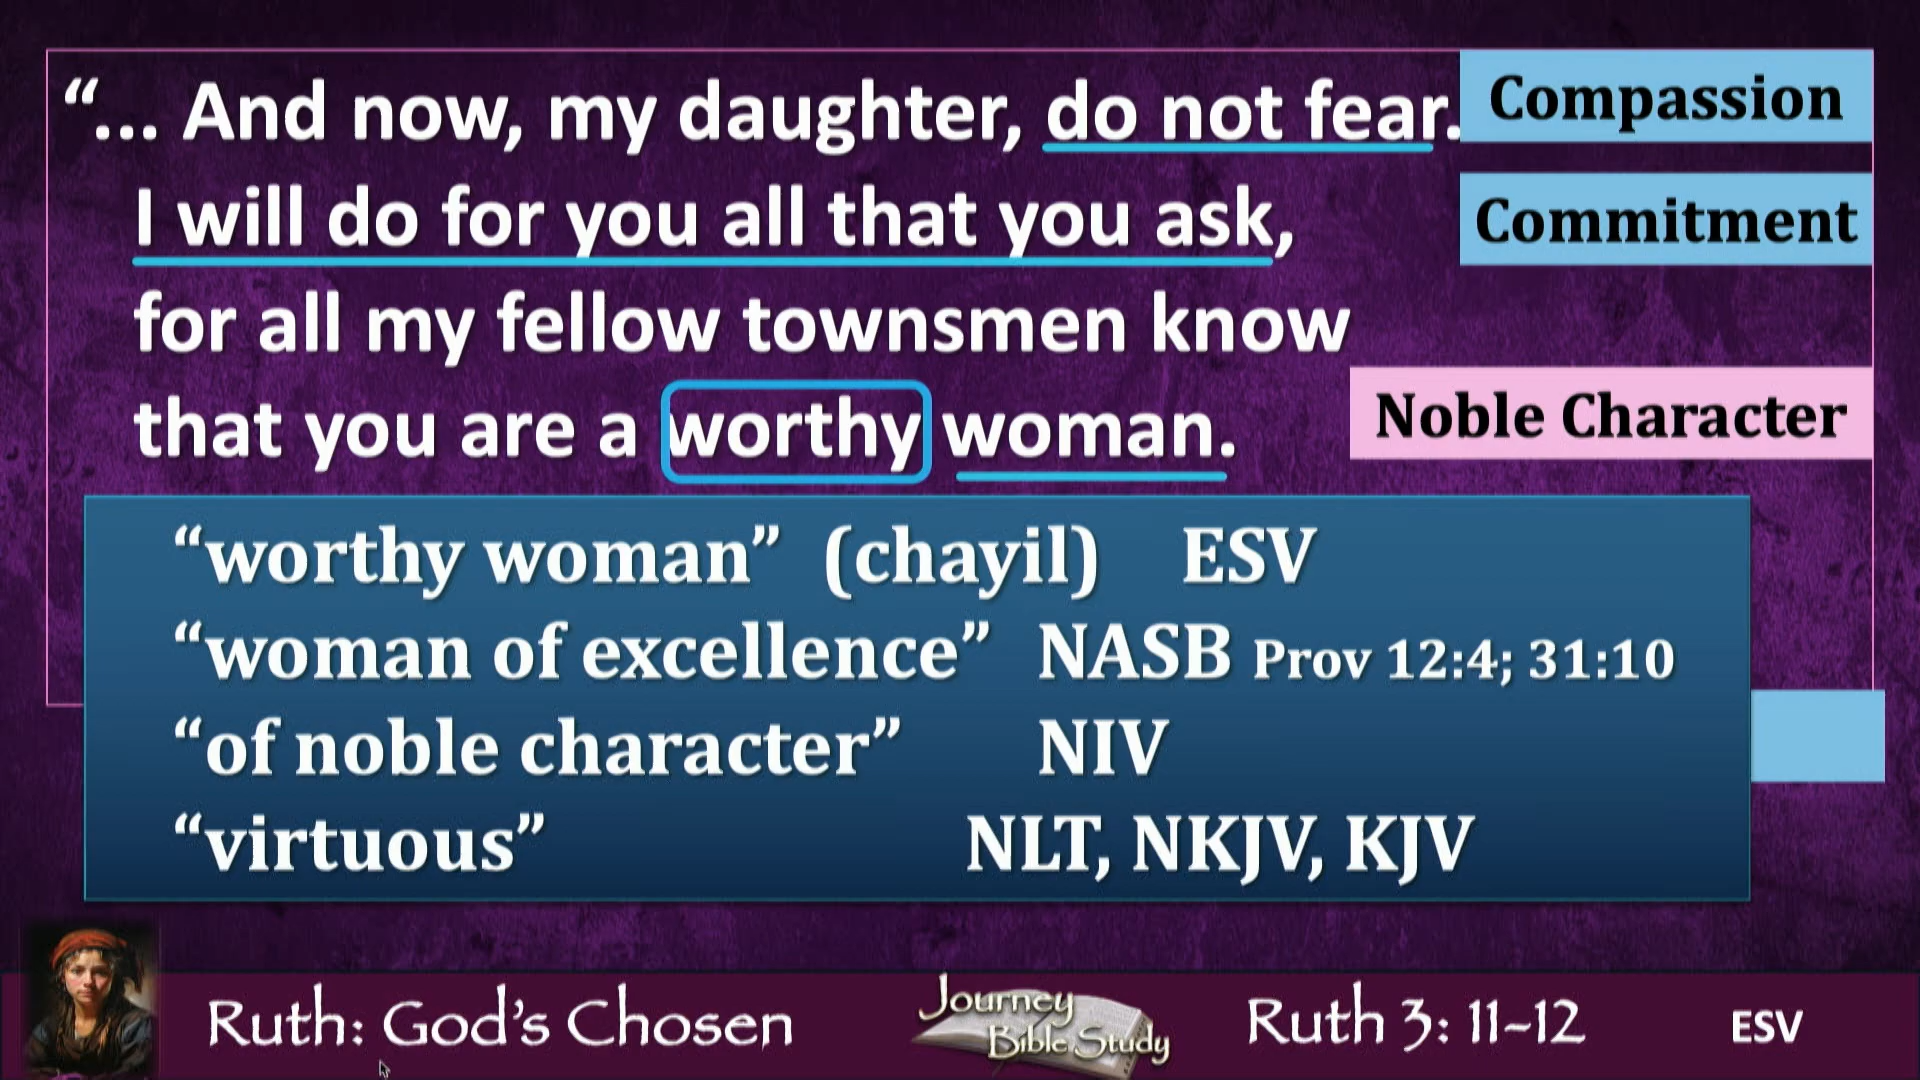 “... And now, my daughter, do not fear. Compassion
I will do for you all that you ask, Commitment
for all my fellow townsmen know
that you are a worthy woman. Noble Character
“worthy woman” (chayil) ESV
“woman of excellence” NASB Prov 12:4; 31:10
“of noble character” NIV
“virtuous” NLT, NKJV, KJV
Ruth: God’s Chosen
Journey
Bible Study
Ruth 3: 11-12
ESV